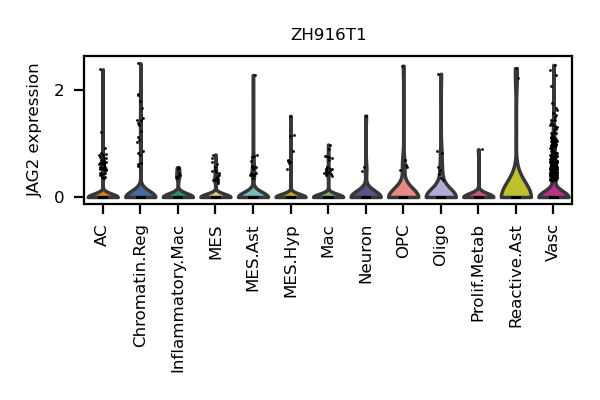 ZH916T1
JAG2 expression
2
0
AC
Chromatin.Reg
Inflammatory.Mac
MES
MES.Ast
MES.Hyp
Mac
Neuron
OPC
Oligo
Prolif.Metab
Reactive.Ast
Vasc